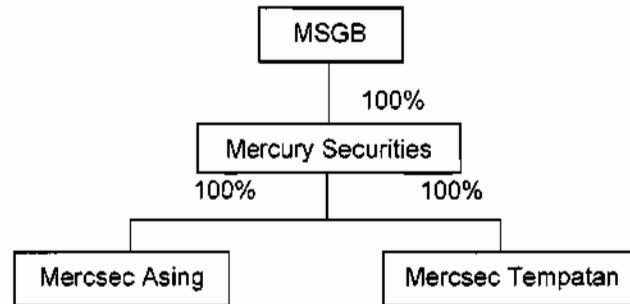 MSGB
100%
Mercury Securities
100%
100%
Mercsec Asing
Mercsec Tempatan